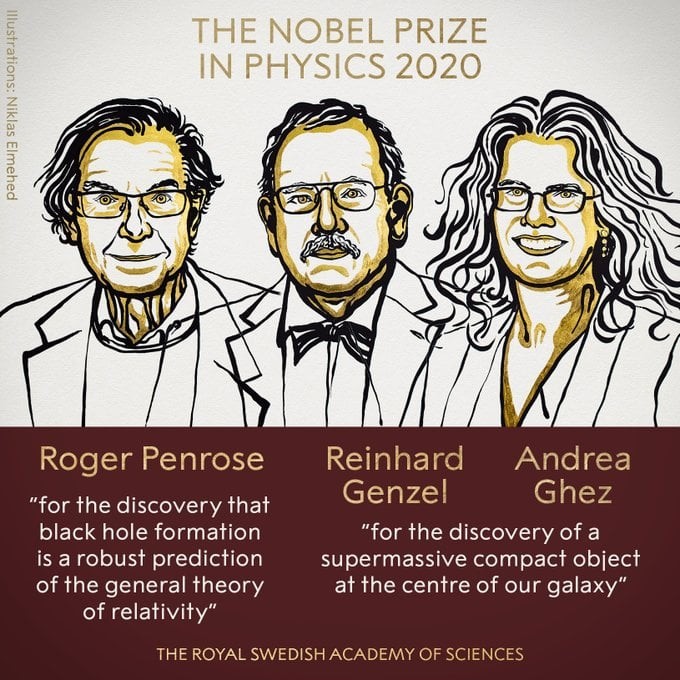 Illustrations: Niklas Elmehed
THE NOBEL PRIZE
IN PHYSICS 2020
Roger Penrose
"for the discovery that
black hole formation
is a robust prediction
of the general theory
of relativity"
Reinhard
Genzel
Andrea
Ghez
"for the discovery of a
supermassive compact object
at the centre of our galaxy"
THE ROYAL SWEDISH ACADEMY OF SCIENCES